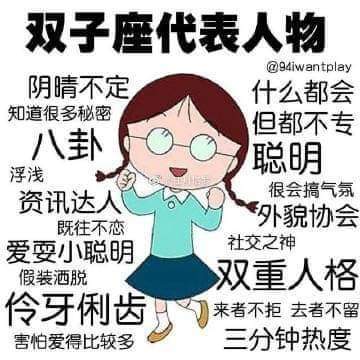 双子座代表人物
@94iwantplay
阴晴不定
知道很多秘密
八卦
浮浅
资讯达人
既往不恋
爱耍小聪明
假装洒脱
伶牙俐齿
害怕爱得比较多
什么都会
但都不专
聪明
很会搞气氛
外貌协会
社交之神
双重人格
来者不拒 去者不留
三分钟热度